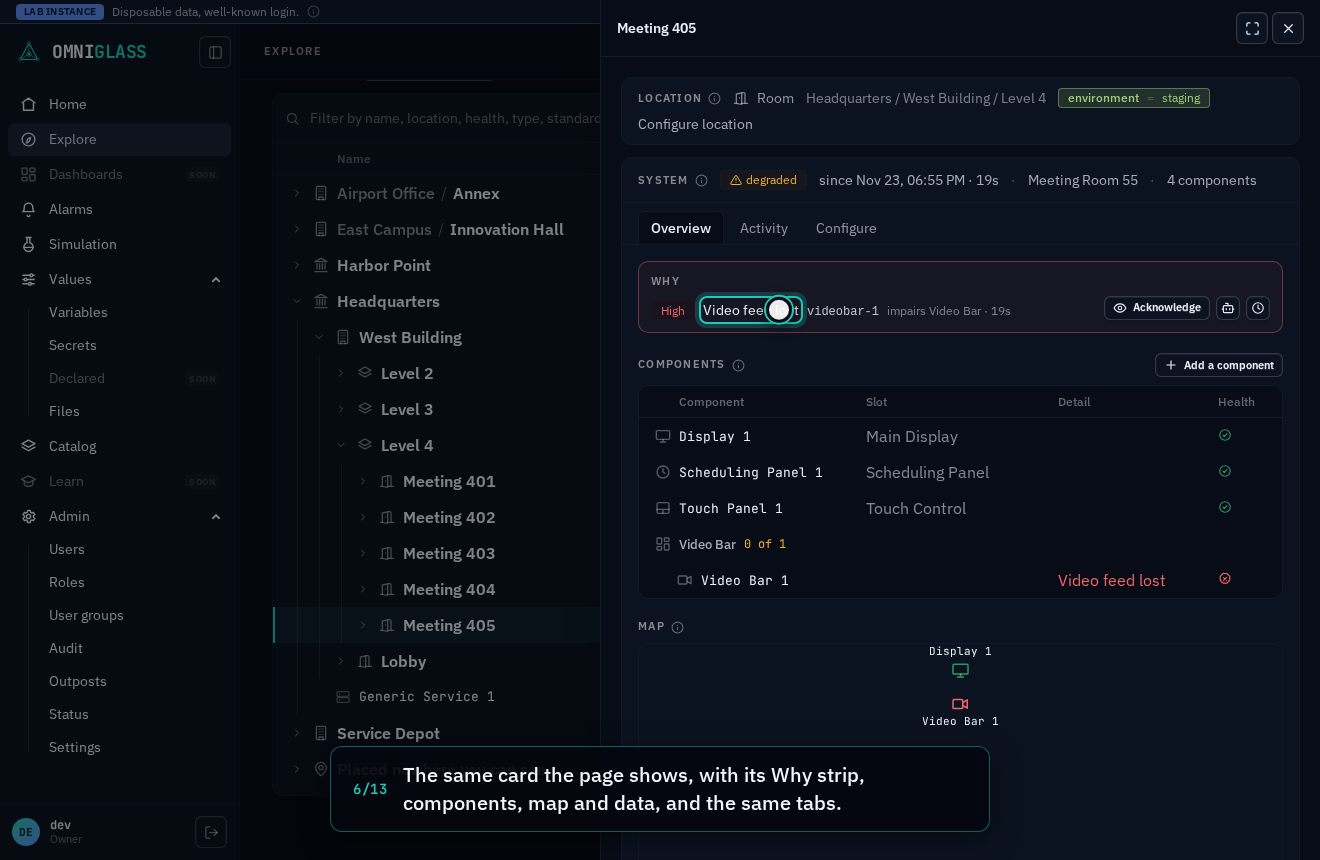 LAB INSTANCE Disposable data, well-known login.
OMNIGLASS
Home
Explore
Dashboards SOON
Alarms
Simulation
Values
Variables
Secrets
Declared SOON
Files
Catalog
Learn SOON
Admin
Users
Roles
User groups
Audit
Outposts
Status
Settings
DE dev
Owner
EXPLORE
Filter by name, location, health, type, standard
Name
Airport Office / Annex
East Campus / Innovation Hall
Harbor Point
Headquarters
West Building
Level 2
Level 3
Level 4
Meeting 401
Meeting 402
Meeting 403
Meeting 404
Meeting 405
Lobby
Generic Service 1
Service Depot
Meeting 405
LOCATION Room Headquarters / West Building / Level 4 environment = staging
Configure location
SYSTEM degraded since Nov 23, 06:55 PM · 19s · Meeting Room 55 · 4 components
Overview Activity Configure
WHY
High Video videobar-1 impairs Video Bar · 19s Acknowledge
COMPONENTS Add a component
Component Slot Detail Health
Display 1 Main Display
Scheduling Panel 1 Scheduling Panel
Touch Panel 1 Touch Control
Video Bar 0 of 1
Video Bar 1 Video feed lost
MAP
Display 1
Video Bar 1
6/13 The same card the page shows, with its Why strip,
components, map and data, and the same tabs.